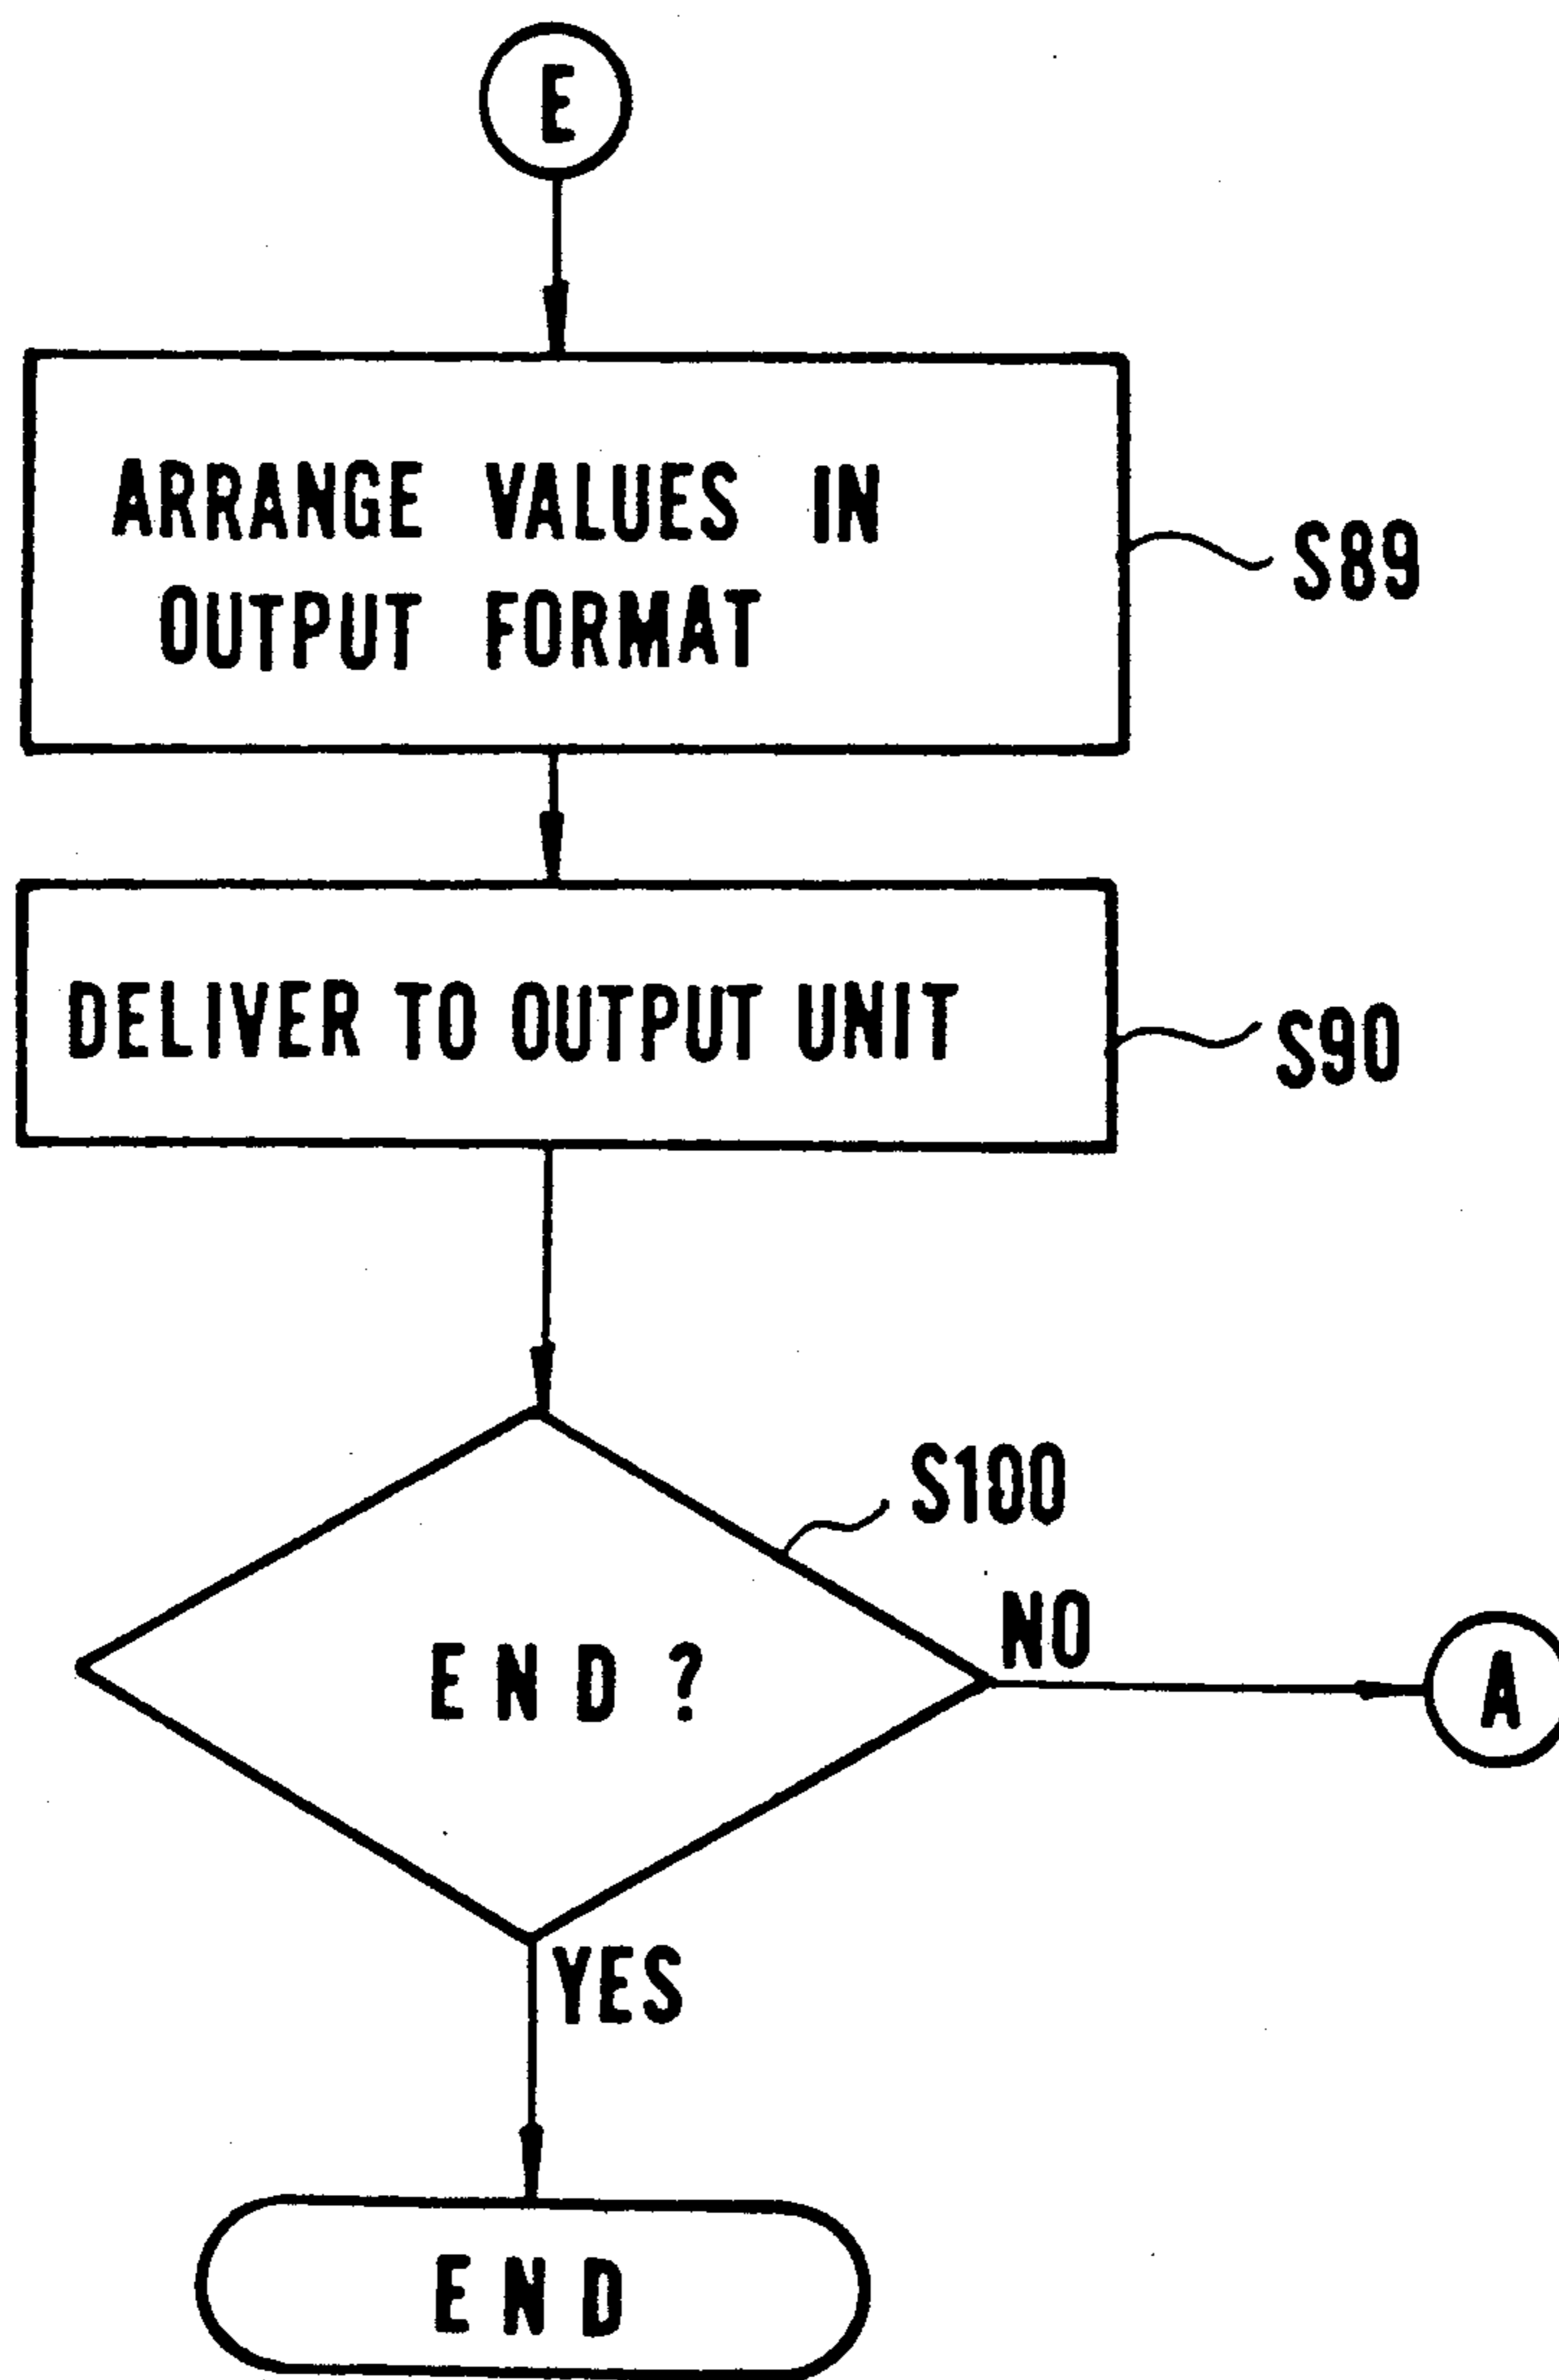 E
ARRANGE VALUES IN
OUTPUT FORMAT
S89
DELIVER TO OUTPUT UNIT
S90
S100
END?
NO
A
YES
END